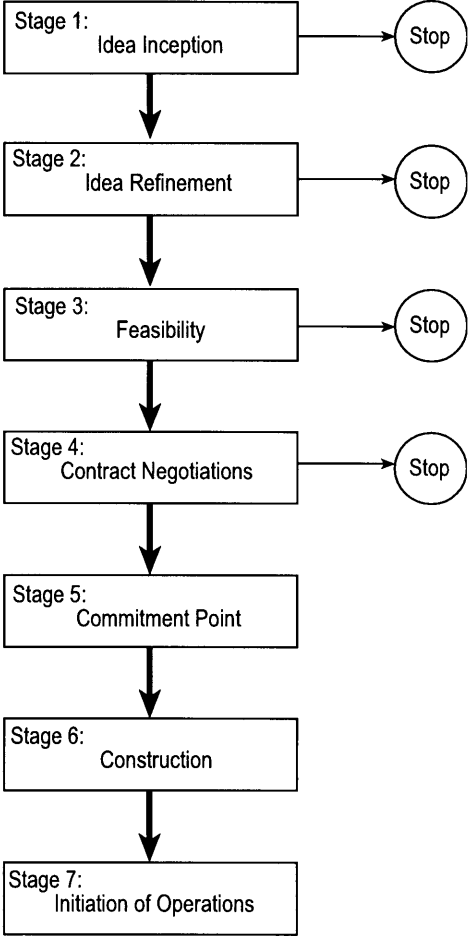 Stage 1:
Idea Inception
Stop
Stage 2:
Idea Refinement
Stop
Stage 3:
Feasibility
Stop
Stage 4:
Contract Negotiations
Stop
Stage 5:
Commitment Point
Stage 6:
Construction
Stage 7:
Initiation of Operations